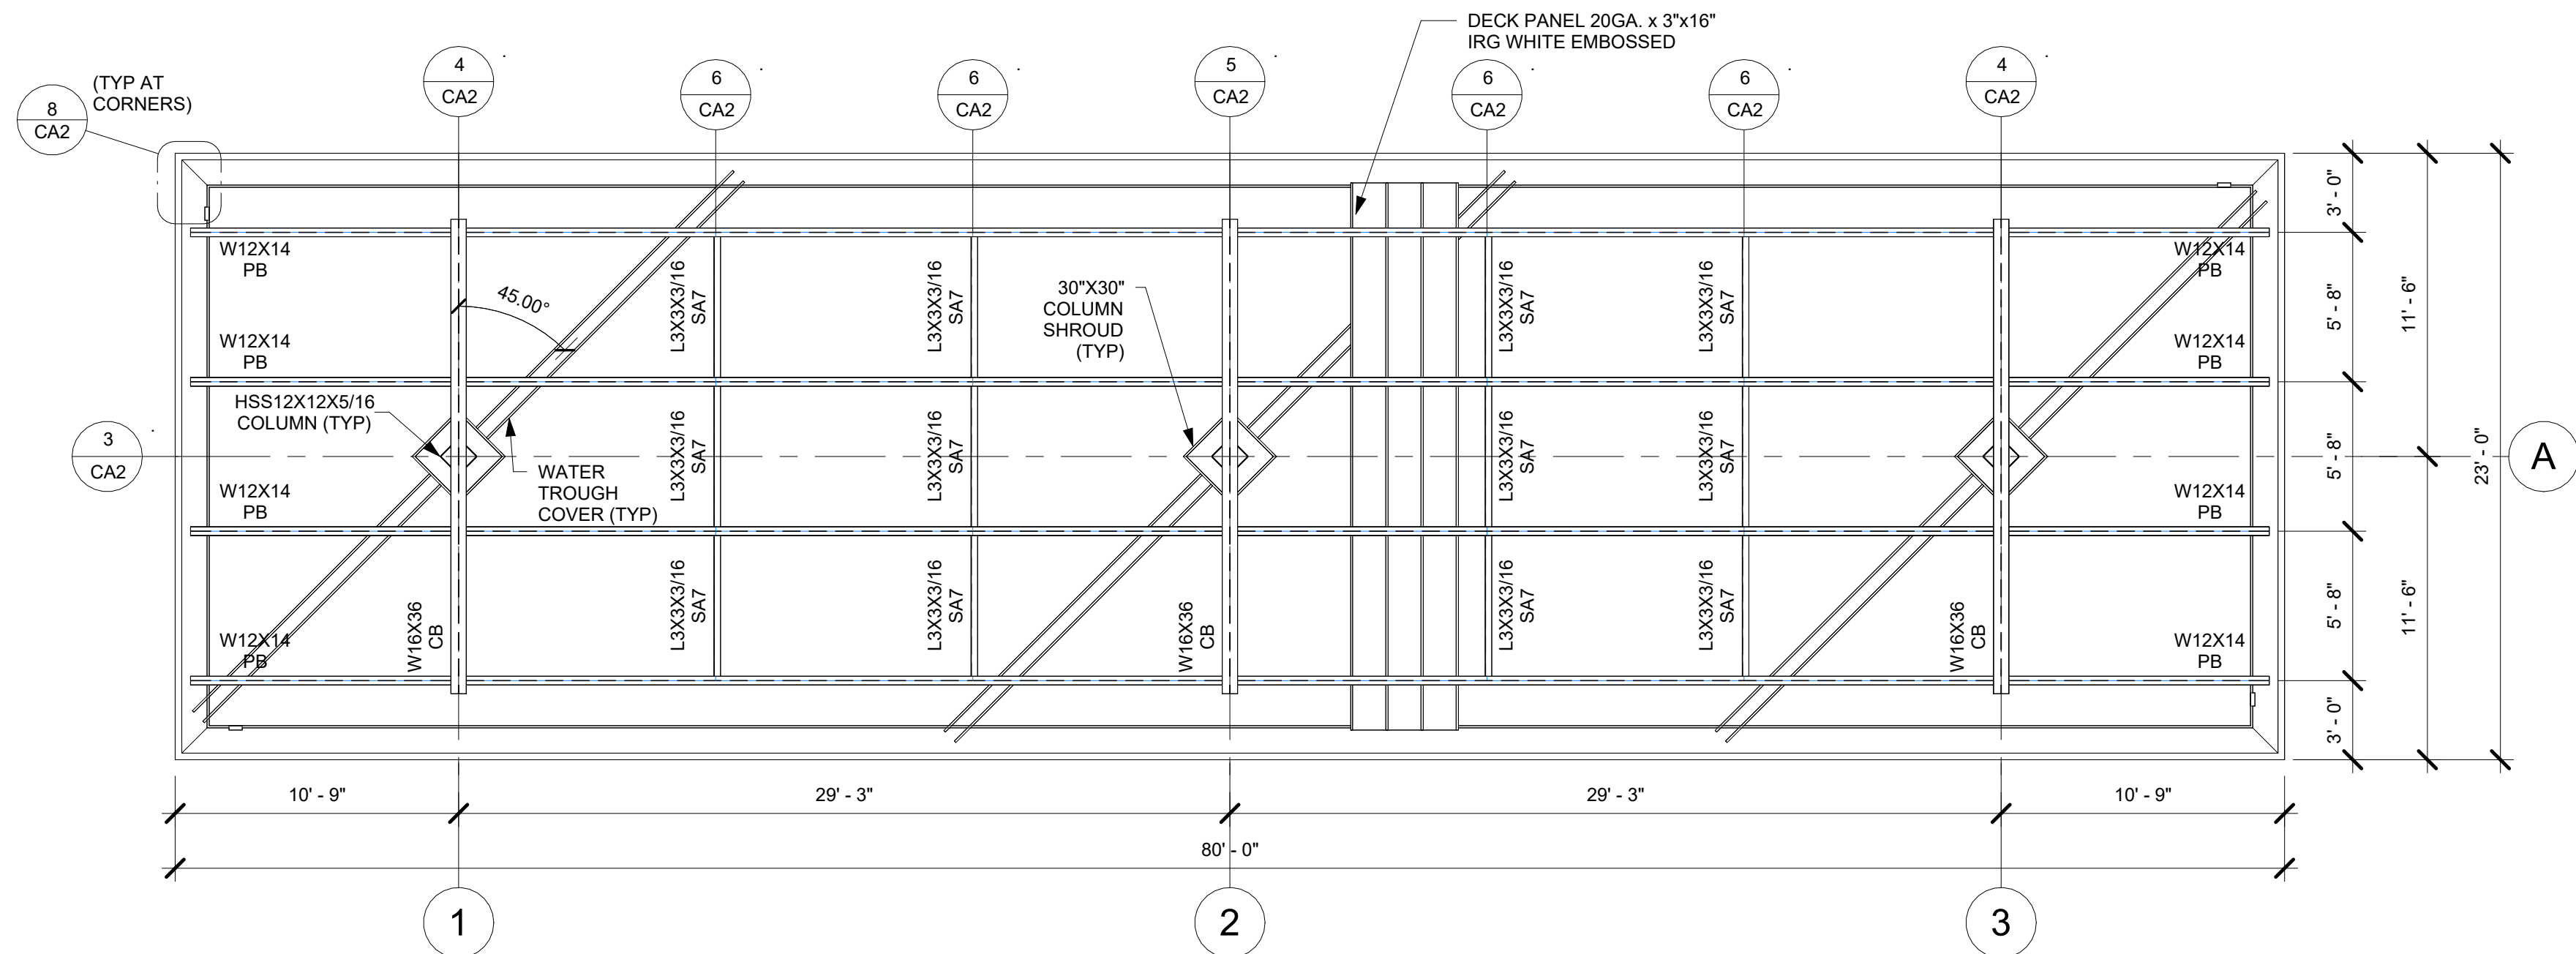 DECK PANEL 20GA. x 3"x16"
IRG WHITE EMBOSSED
(TYP AT
CORNERS)
8
CA2
4
CA2
6
CA2
6
CA2
5
CA2
6
CA2
6
CA2
4
CA2
W12X14
PB
W12X14
PB
45.00°
L3X3X3/16
SA7
L3X3X3/16
SA7
30"X30"
COLUMN
SHROUD
(TYP)
L3X3X3/16
SA7
L3X3X3/16
SA7
W12X14
PB
W12X14
PB
3' - 0"
5' - 8"
11' - 6"
HSS12X12X5/16
COLUMN (TYP)
3
CA2
WATER
TROUGH
COVER (TYP)
L3X3X3/16
SA7
L3X3X3/16
SA7
L3X3X3/16
SA7
L3X3X3/16
SA7
5' - 8"
23' - 0"
A
W12X14
PB
W12X14
PB
W12X14
PB
W16X36
CB
L3X3X3/16
SA7
L3X3X3/16
SA7
W16X36
CB
L3X3X3/16
SA7
L3X3X3/16
SA7
W16X36
CB
W12X14
PB
5' - 8"
11' - 6"
3' - 0"
10' - 9"
29' - 3"
29' - 3"
10' - 9"
80' - 0"
1
2
3